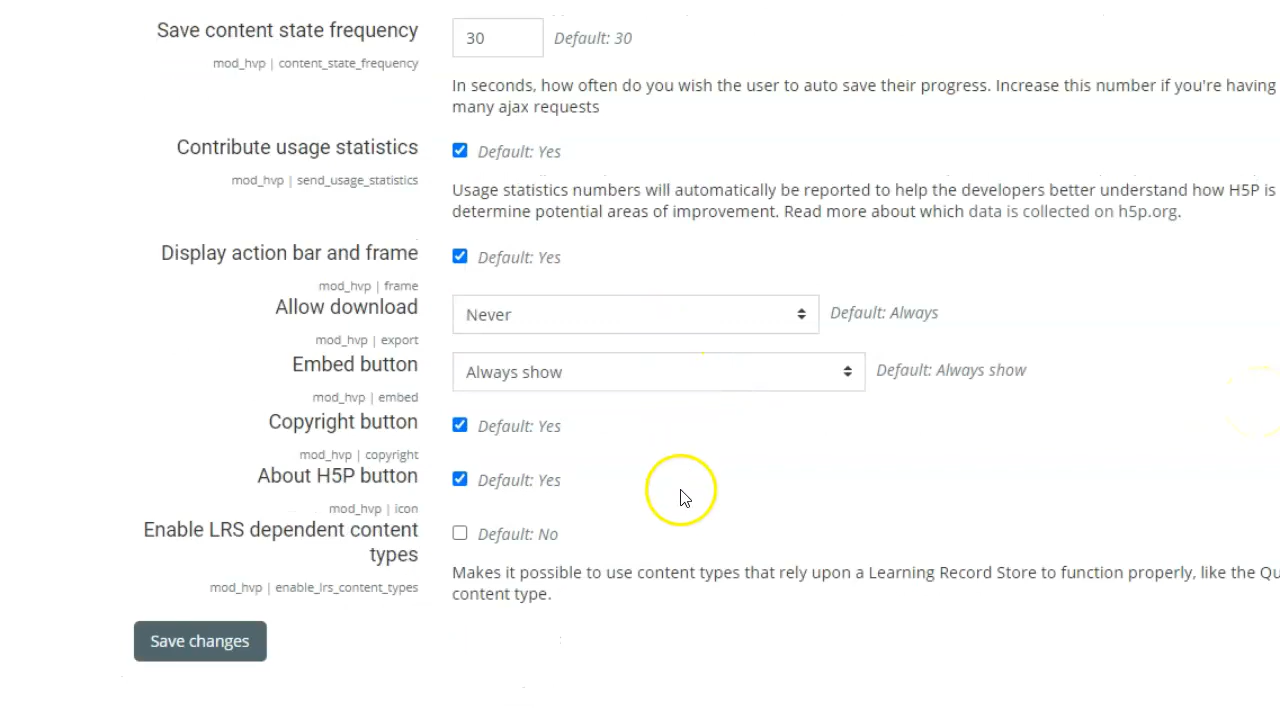 Save content state frequency
30 Default: 30
mod_hvp | content_state_frequency
In seconds, how often do you wish the user to auto save their progress. Increase this number if you're having
many ajax requests
Contribute usage statistics
Default: Yes
mod_hvp | send_usage_statistics
Usage statistics numbers will automatically be reported to help the developers better understand how H5P is
determine potential areas of improvement. Read more about which data is collected on h5p.org.
Display action bar and frame
Default: Yes
mod_hvp | frame
Allow download
Never Default: Always
mod_hvp | export
Embed button
Always show Default: Always show
mod_hvp | embed
Copyright button
Default: Yes
mod_hvp | copyright
About H5P button
Default: Yes
mod_hvp | icon
Enable LRS dependent content
types
Default: No
mod_hvp | enable_lrs_content_types
Makes it possible to use content types that rely upon a Learning Record Store to function properly, like the Qu
content type.
Save changes